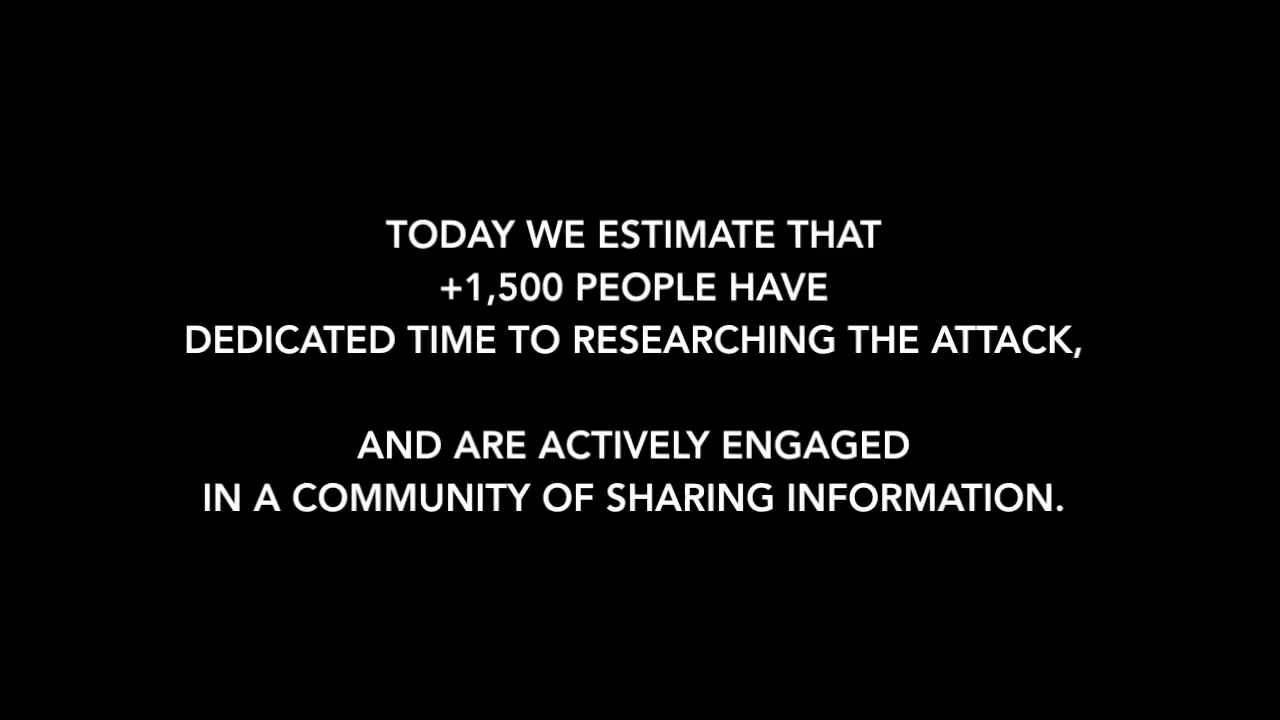 TODAY WE ESTIMATE THAT
+1,500 PEOPLE HAVE
DEDICATED TIME TO RESEARCHING THE ATTACK,
AND ARE ACTIVELY ENGAGED
IN A COMMUNITY OF SHARING INFORMATION.